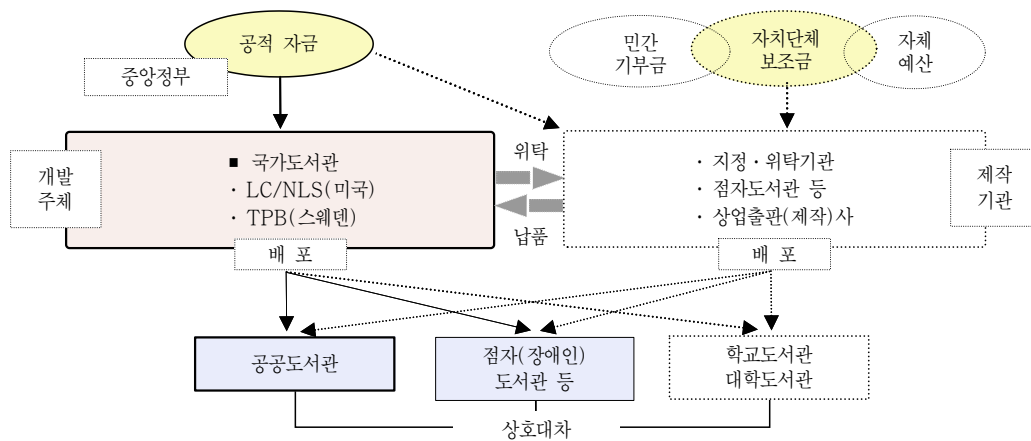 공적 자금
중앙정부
민간
기부금
자치단체
보조금
자체
예산
개발
주체
■ 국가도서관
· LC/NLS(미국)
· TPB(스웨덴)
위탁
납품
· 지정·위탁기관
· 점자도서관 등
· 상업출판(제작)사
제작
기관
배 포
배 포
공공도서관
점자(장애인)
도서관 등
학교도서관
대학도서관
상호대차